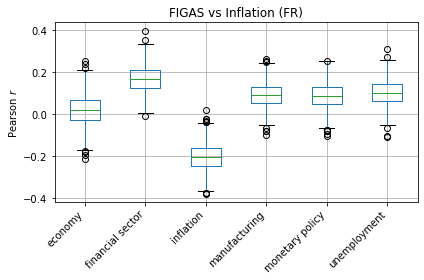 FIGAS vs Inflation (FR)
Pearson r
0.4
0.2
0.0
−0.2
−0.4
economy
financial sector
inflation
manufacturing
monetary policy
unemployment